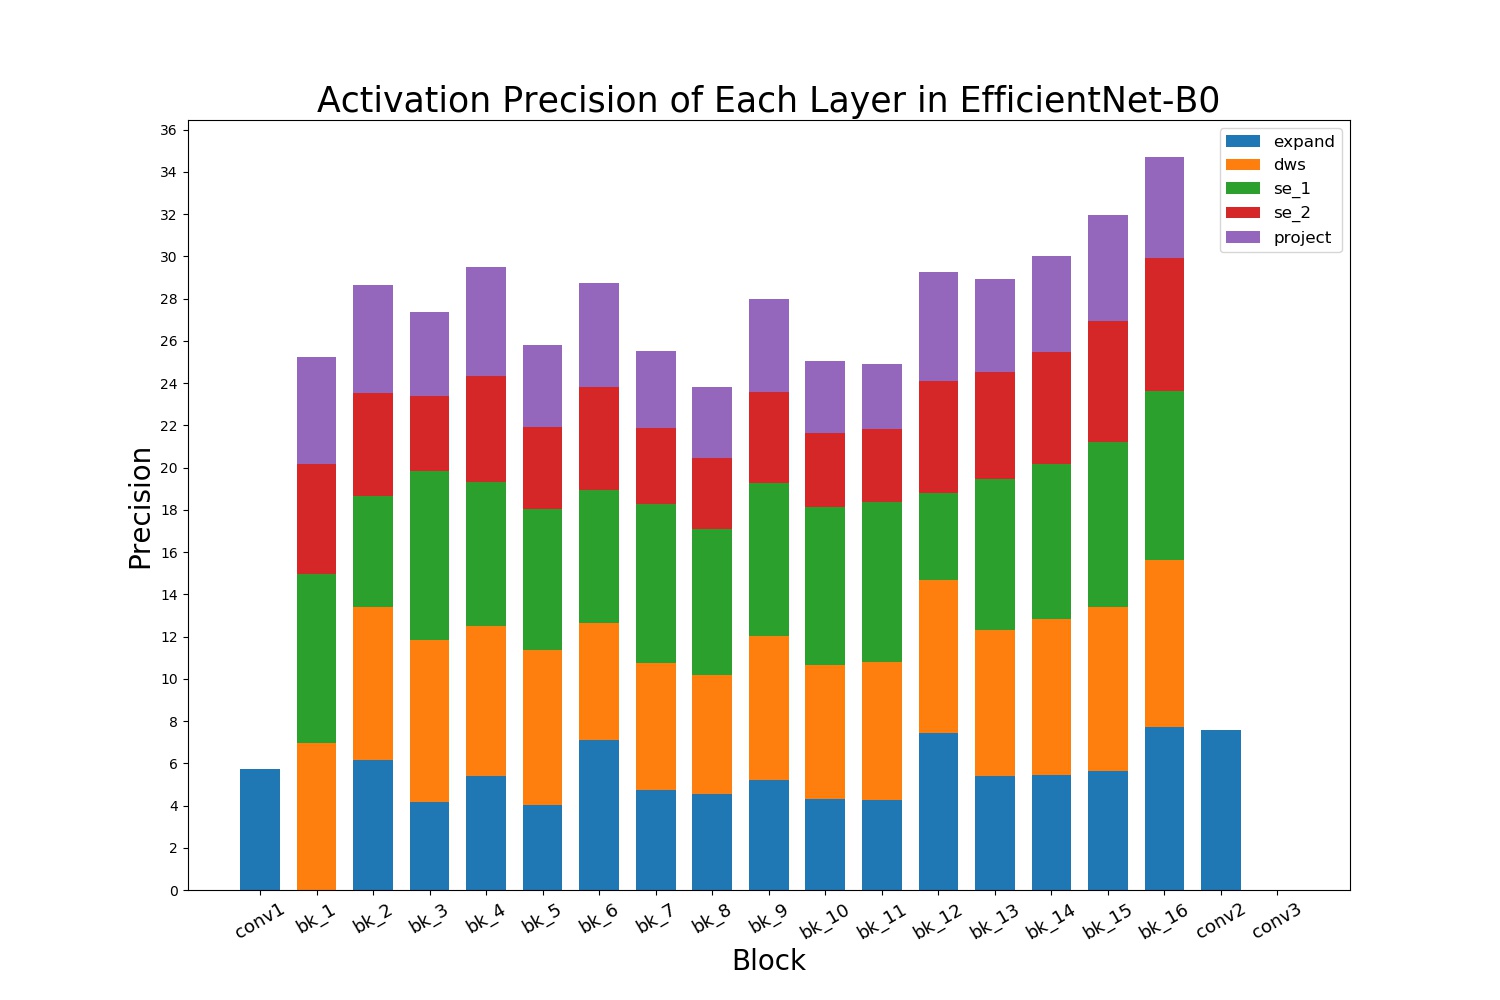 Activation Precision of Each Layer in EfficientNet-B0
36
34
32
30
28
26
24
22
20
18
16
14
12
10
8
6
4
2
0
Precision
expand
dws
se_1
se_2
project
conv1 bk_1 bk_2 bk_3 bk_4 bk_5 bk_6 bk_7 bk_8 bk_9 bk_10 bk_11 bk_12 bk_13 bk_14 bk_15 bk_16 conv2 conv3
Block